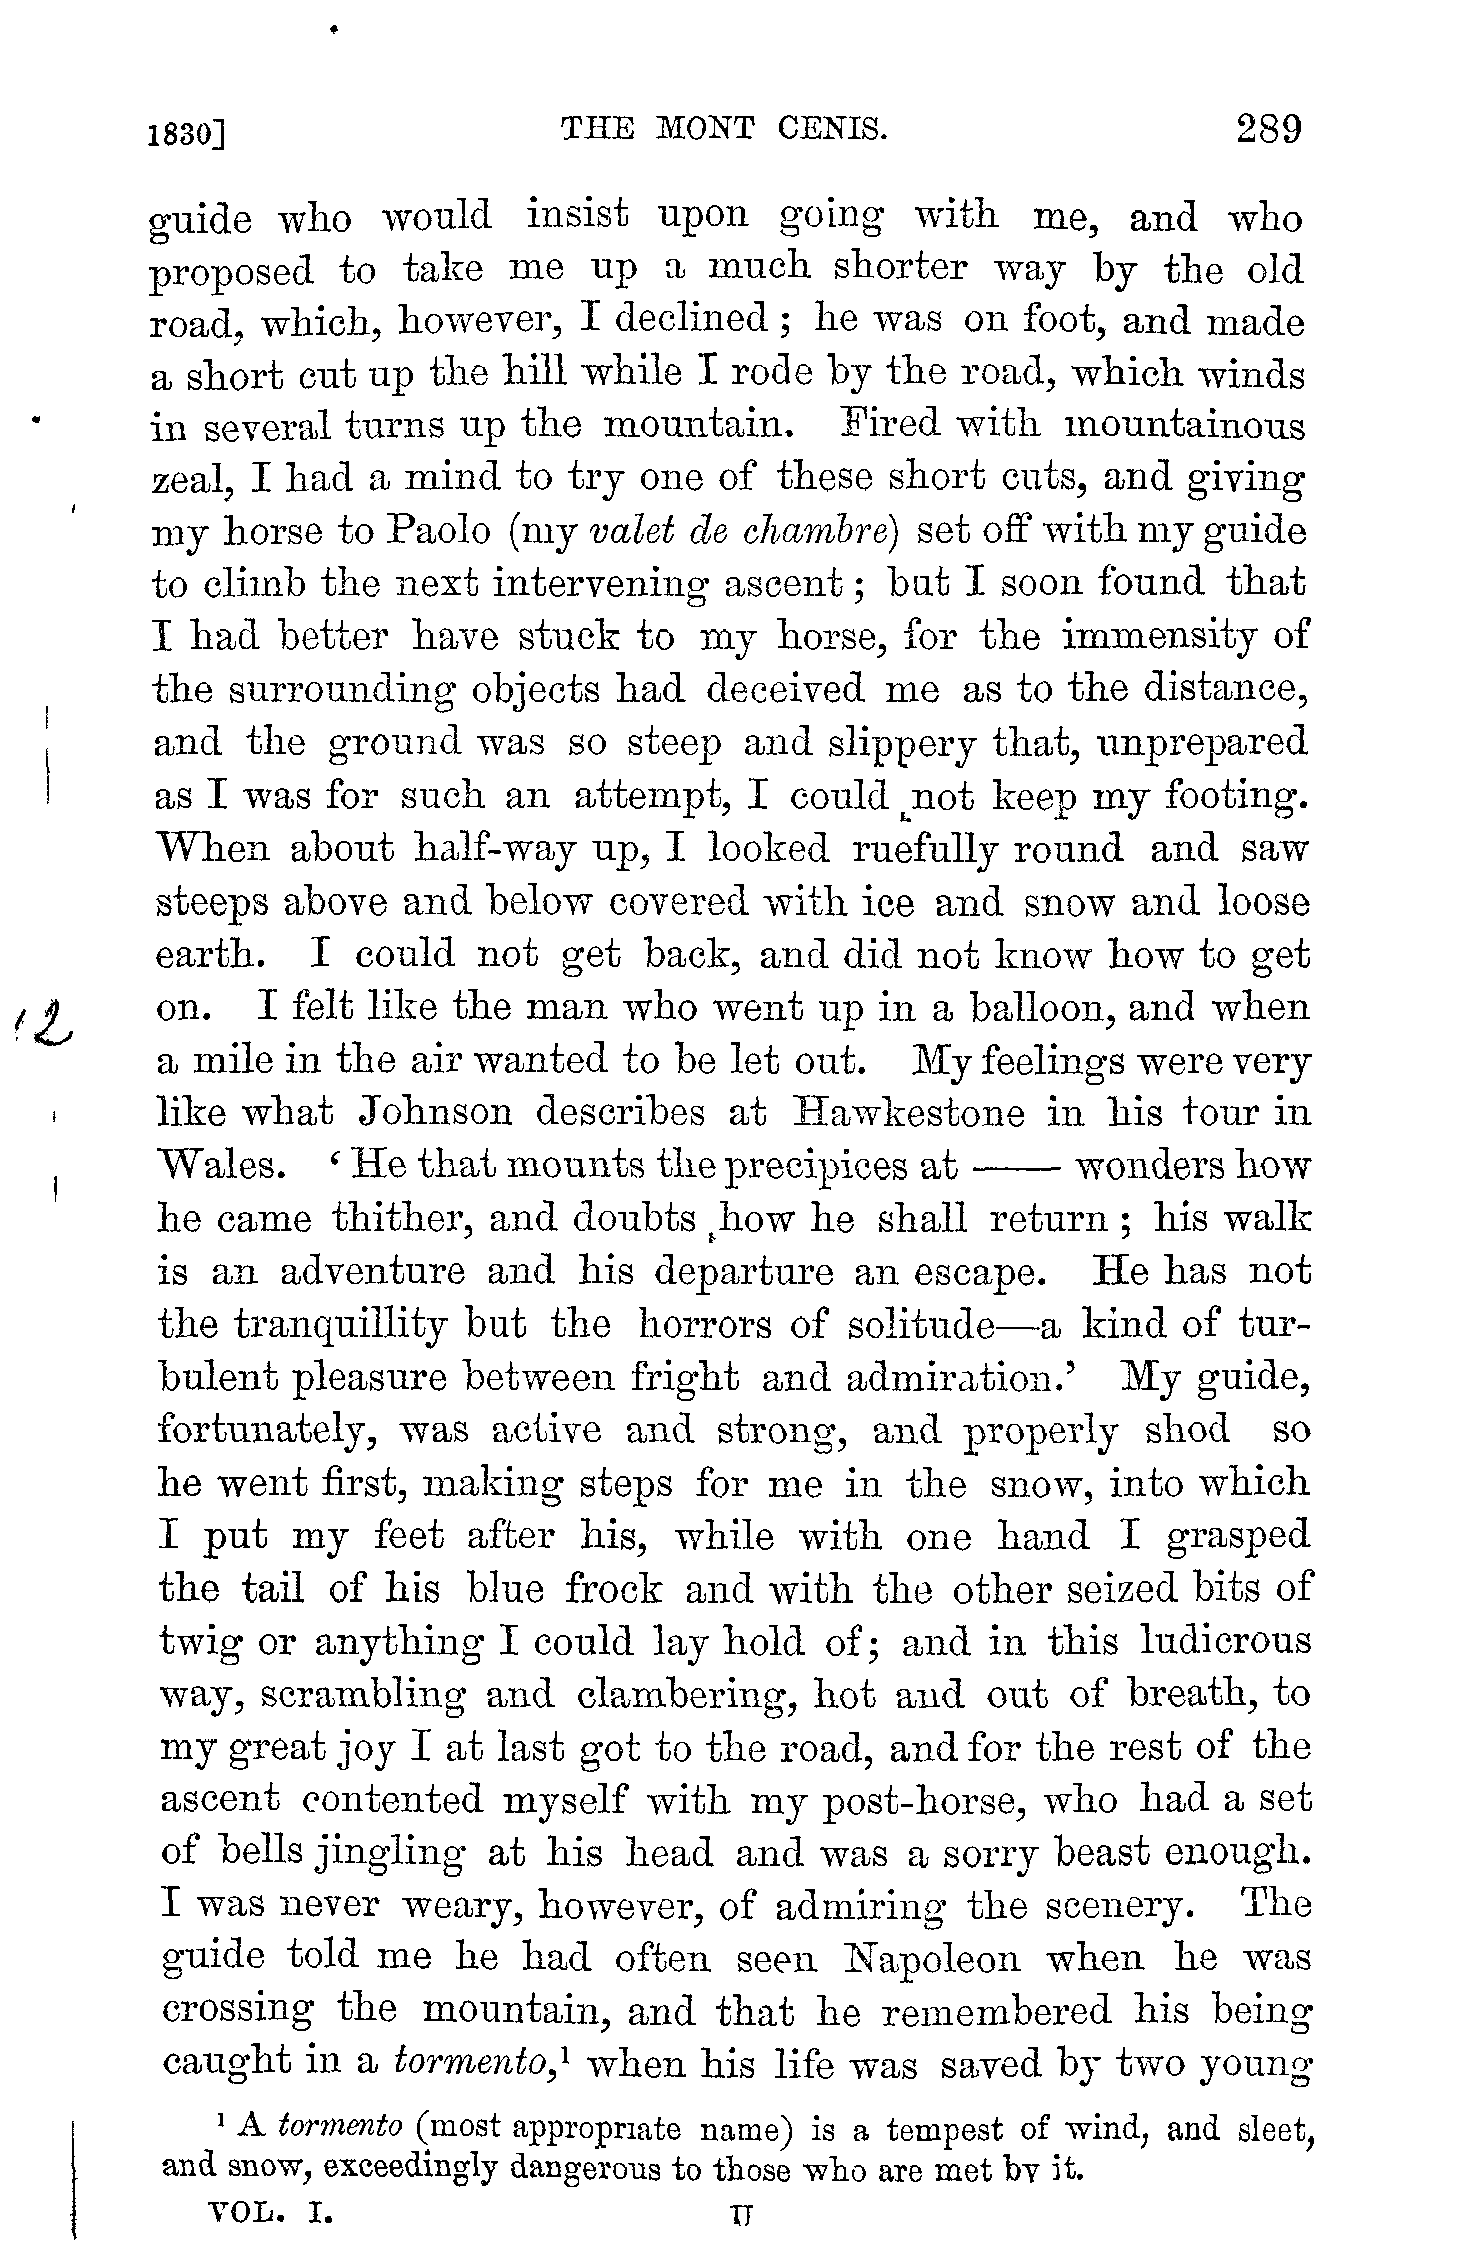 1830] THE MONT CENIS. 289
guide who would insist upon going with me, and who
proposed to take me up a much shorter way by the old
road, which, however, I declined ; he was on foot, and made
a short cut up the hill while I rode by the road, which winds
in several turns up the mountain. Fired with mountainous
zeal, I had a mind to try one of these short cuts, and giving
my horse to Paolo (my valet de chambre) set off with my guide
to climb the next intervening ascent ; but I soon found that
I had better have stuck to my horse, for the immensity of
the surrounding objects had deceived me as to the distance,
and the ground was so steep and slippery that, unprepared
as I was for such an attempt, I could not keep my footing.
When about half-way up, I looked ruefully round and saw
steeps above and below covered with ice and snow and loose
earth. I could not get back, and did not know how to get
12
on. I felt like the man who went up in a balloon, and when
a mile in the air wanted to be let out. My feelings were very
like what Johnson describes at Hawkestone in his tour in
Wales. ‘ He that mounts the precipices at —— wonders how
he came thither, and doubts how he shall return ; his walk
is an adventure and his departure an escape. He has not
the tranquillity but the horrors of solitude—a kind of tur-
bulent pleasure between fright and admiration.’ My guide,
fortunately, was active and strong, and properly shod so
he went first, making steps for me in the snow, into which
I put my feet after his, while with one hand I grasped
the tail of his blue frock and with the other seized bits of
twig or anything I could lay hold of; and in this ludicrous
way, scrambling and clambering, hot and out of breath, to
my great joy I at last got to the road, and for the rest of the
ascent contented myself with my post-horse, who had a set
of bells jingling at his head and was a sorry beast enough.
I was never weary, however, of admiring the scenery. The
guide told me he had often seen Napoleon when he was
crossing the mountain, and that he remembered his being
caught in a tormento,¹ when his life was saved by two young
¹ A tormento (most appropriate name) is a tempest of wind, and sleet,
and snow, exceedingly dangerous to those who are met by it.
VOL. I. U